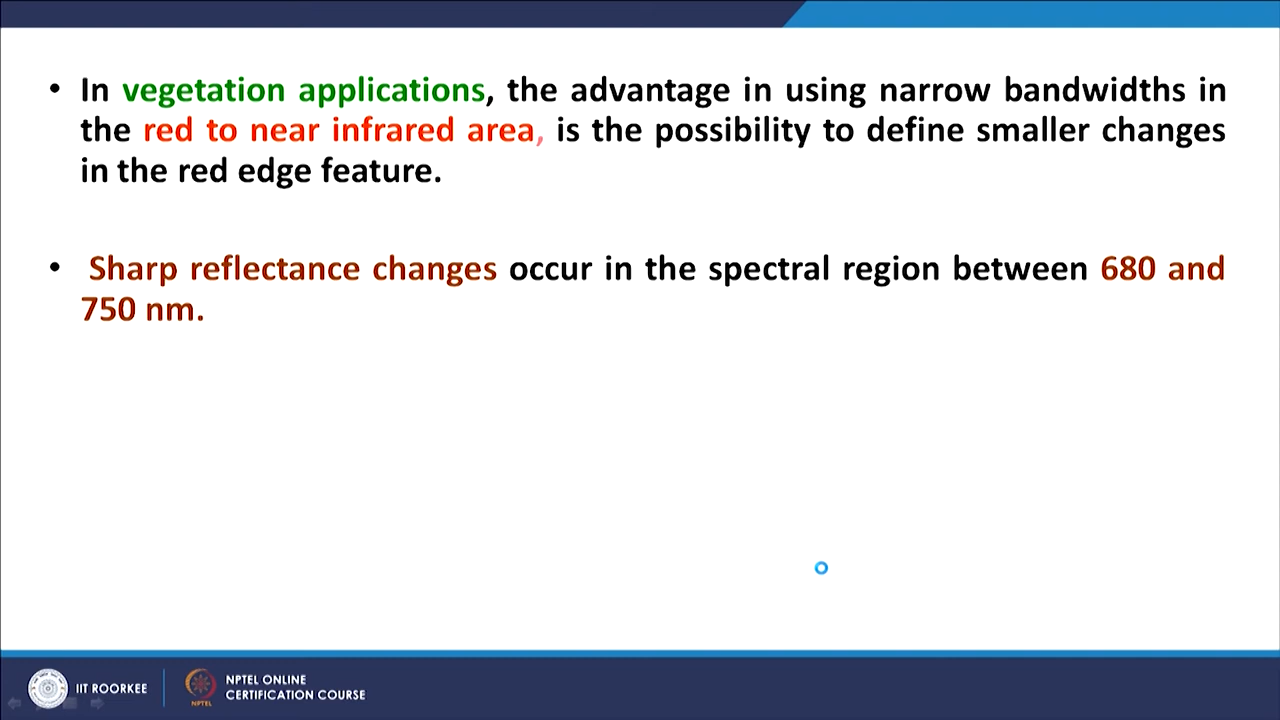 • In vegetation applications, the advantage in using narrow bandwidths in
the red to near infrared area, is the possibility to define smaller changes
in the red edge feature.
• Sharp reflectance changes occur in the spectral region between 680 and
750 nm.
IIT ROORKEE
NPTEL ONLINE
CERTIFICATION COURSE
NPTEL